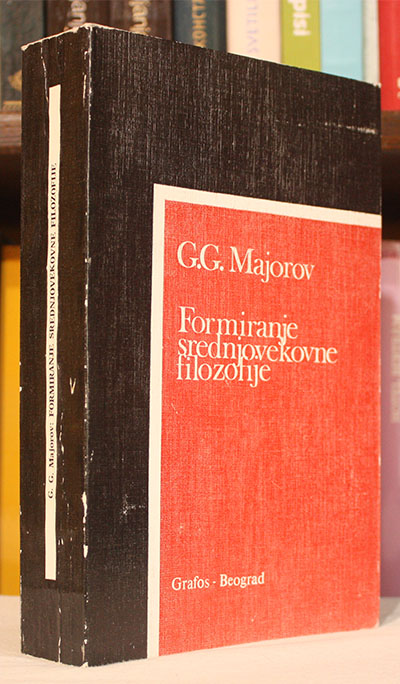 G.G. Majorov
Formiranje
srednjovekovne
filozofije
Grafos - Beograd
G. G. Majorov: FORMIRANJE SREDNJOVEKOVNE FILOZOFIJE